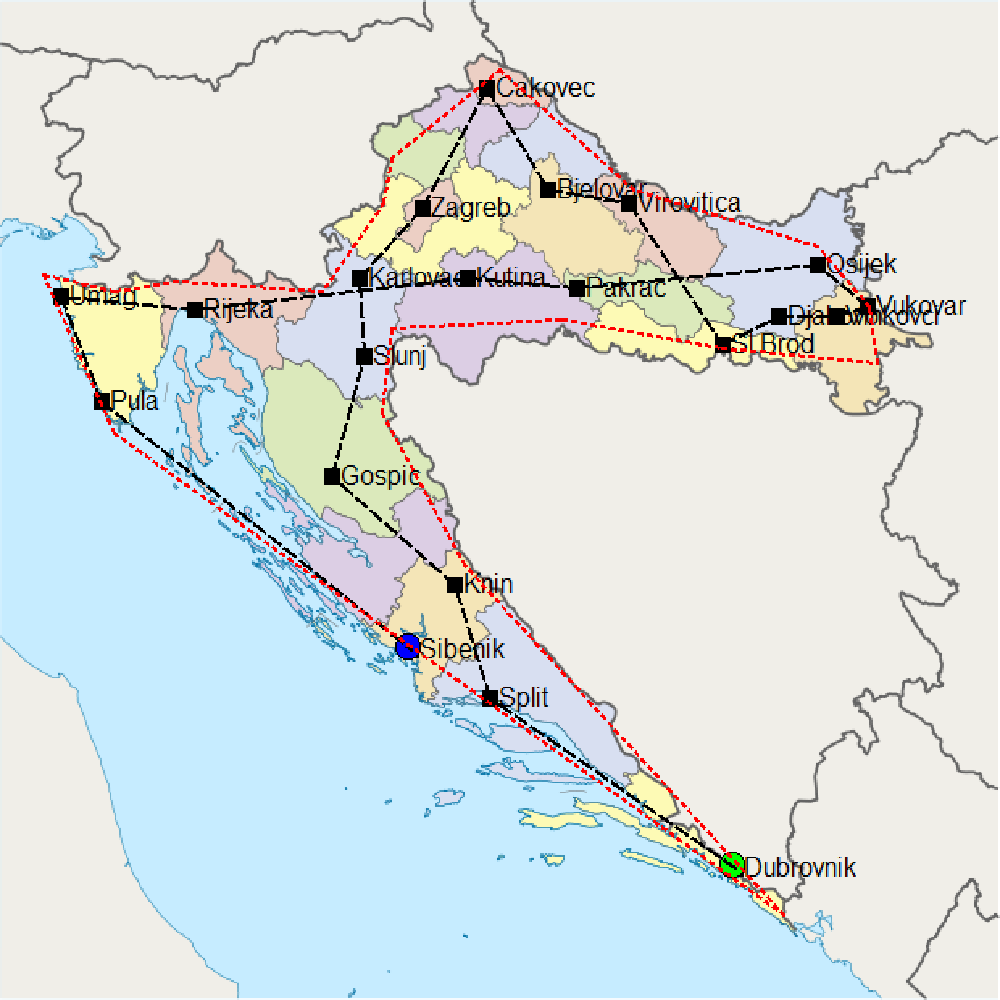 Cakovec
Bjelovar
Virovitica
Zagreb
Osijek
Karlovac
Kutina
Pakrac
Umag
Rijeka
Vukovar
Djakovo
Vinkovci
Sl.Brod
Slunj
Pula
Gospic
Knin
Sibenik
Split
Dubrovnik